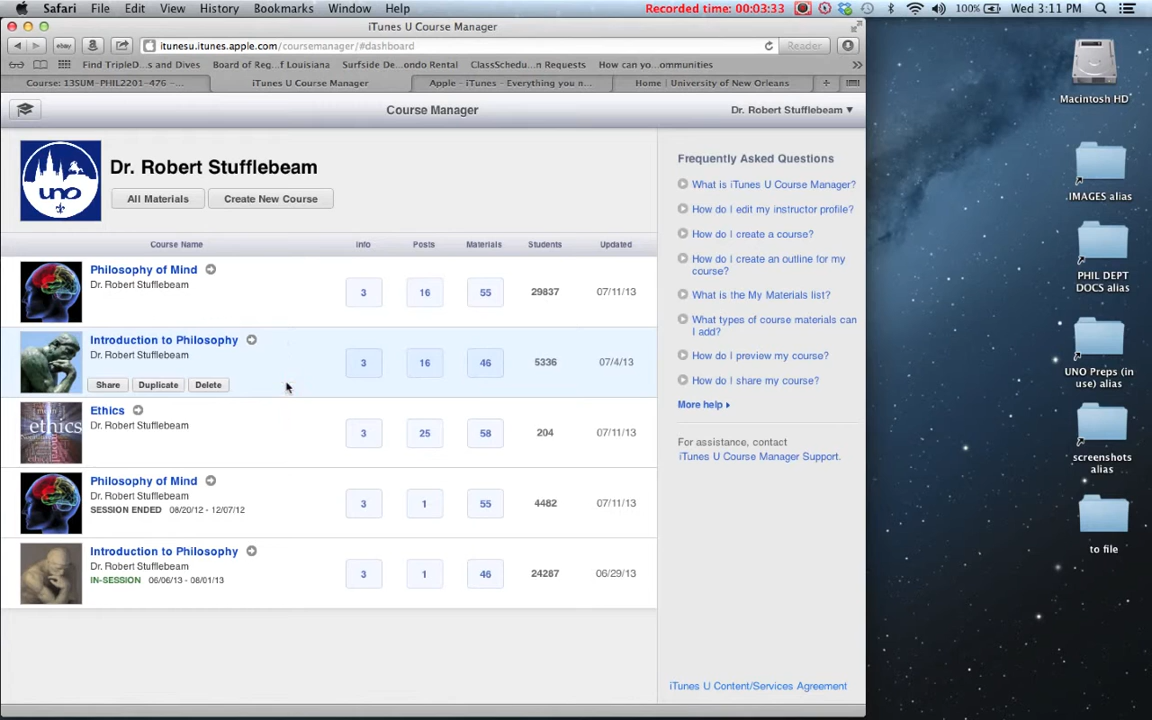 Safari File Edit View History Bookmarks Window Help Recorded time: 00:03:33 100% Wed 3:11 PM
iTunes U Course Manager
ebay a itunesu.itunes.apple.com/coursemanager/#dashboard Reader
Find TripleD...s and Dives Board of Reg...f Louisiana Surfside De...ondo Rental ClassSchedu...n Requests How can yo...ommunities
Course: 13SUM-PHIL2201-476 -... iTunes U Course Manager Apple - iTunes - Everything you n... Home | University of New Orleans
Course Manager Dr. Robert Stufflebeam ▼
uno
Dr. Robert Stufflebeam
All Materials Create New Course
Course Name Info Posts Materials Students Updated
Philosophy of Mind
Dr. Robert Stufflebeam
3 16 55 29837 07/11/13
Introduction to Philosophy
Dr. Robert Stufflebeam
3 16 46 5336 07/4/13
Share Duplicate Delete
ethics
Ethics
Dr. Robert Stufflebeam
3 25 58 204 07/11/13
Philosophy of Mind
Dr. Robert Stufflebeam
SESSION ENDED 08/20/12 - 12/07/12
3 1 55 4482 07/11/13
Introduction to Philosophy
Dr. Robert Stufflebeam
IN-SESSION 06/06/13 - 08/01/13
3 1 46 24287 06/29/13
Frequently Asked Questions
What is iTunes U Course Manager?
How do I edit my instructor profile?
How do I create a course?
How do I create an outline for my
course?
What is the My Materials list?
What types of course materials can
I add?
How do I preview my course?
How do I share my course?
More help
For assistance, contact
iTunes U Course Manager Support.
iTunes U Content/Services Agreement
Macintosh HD
IMAGES alias
PHIL DEPT
DOCS alias
UNO Preps (in
use) alias
screenshots
alias
to file